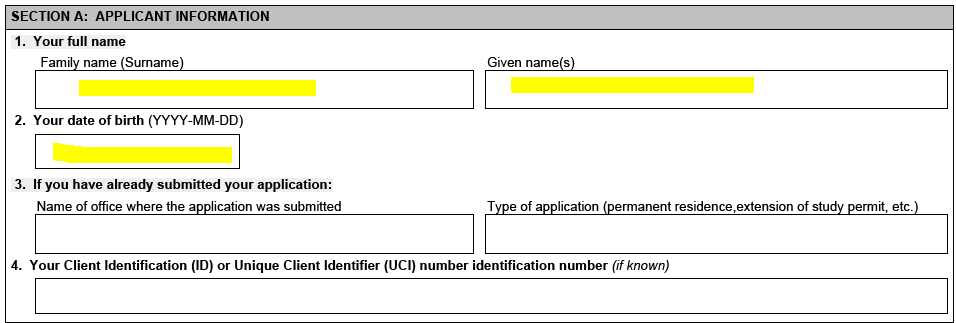 SECTION A:  APPLICANT INFORMATION
1.  Your full name
Family name (Surname)
Given name(s)
2.  Your date of birth (YYYY-MM-DD)
3.  If you have already submitted your application:
Name of office where the application was submitted
Type of application (permanent residence,extension of study permit, etc.)
4.  Your Client Identification (ID) or Unique Client Identifier (UCI) number identification number (if known)